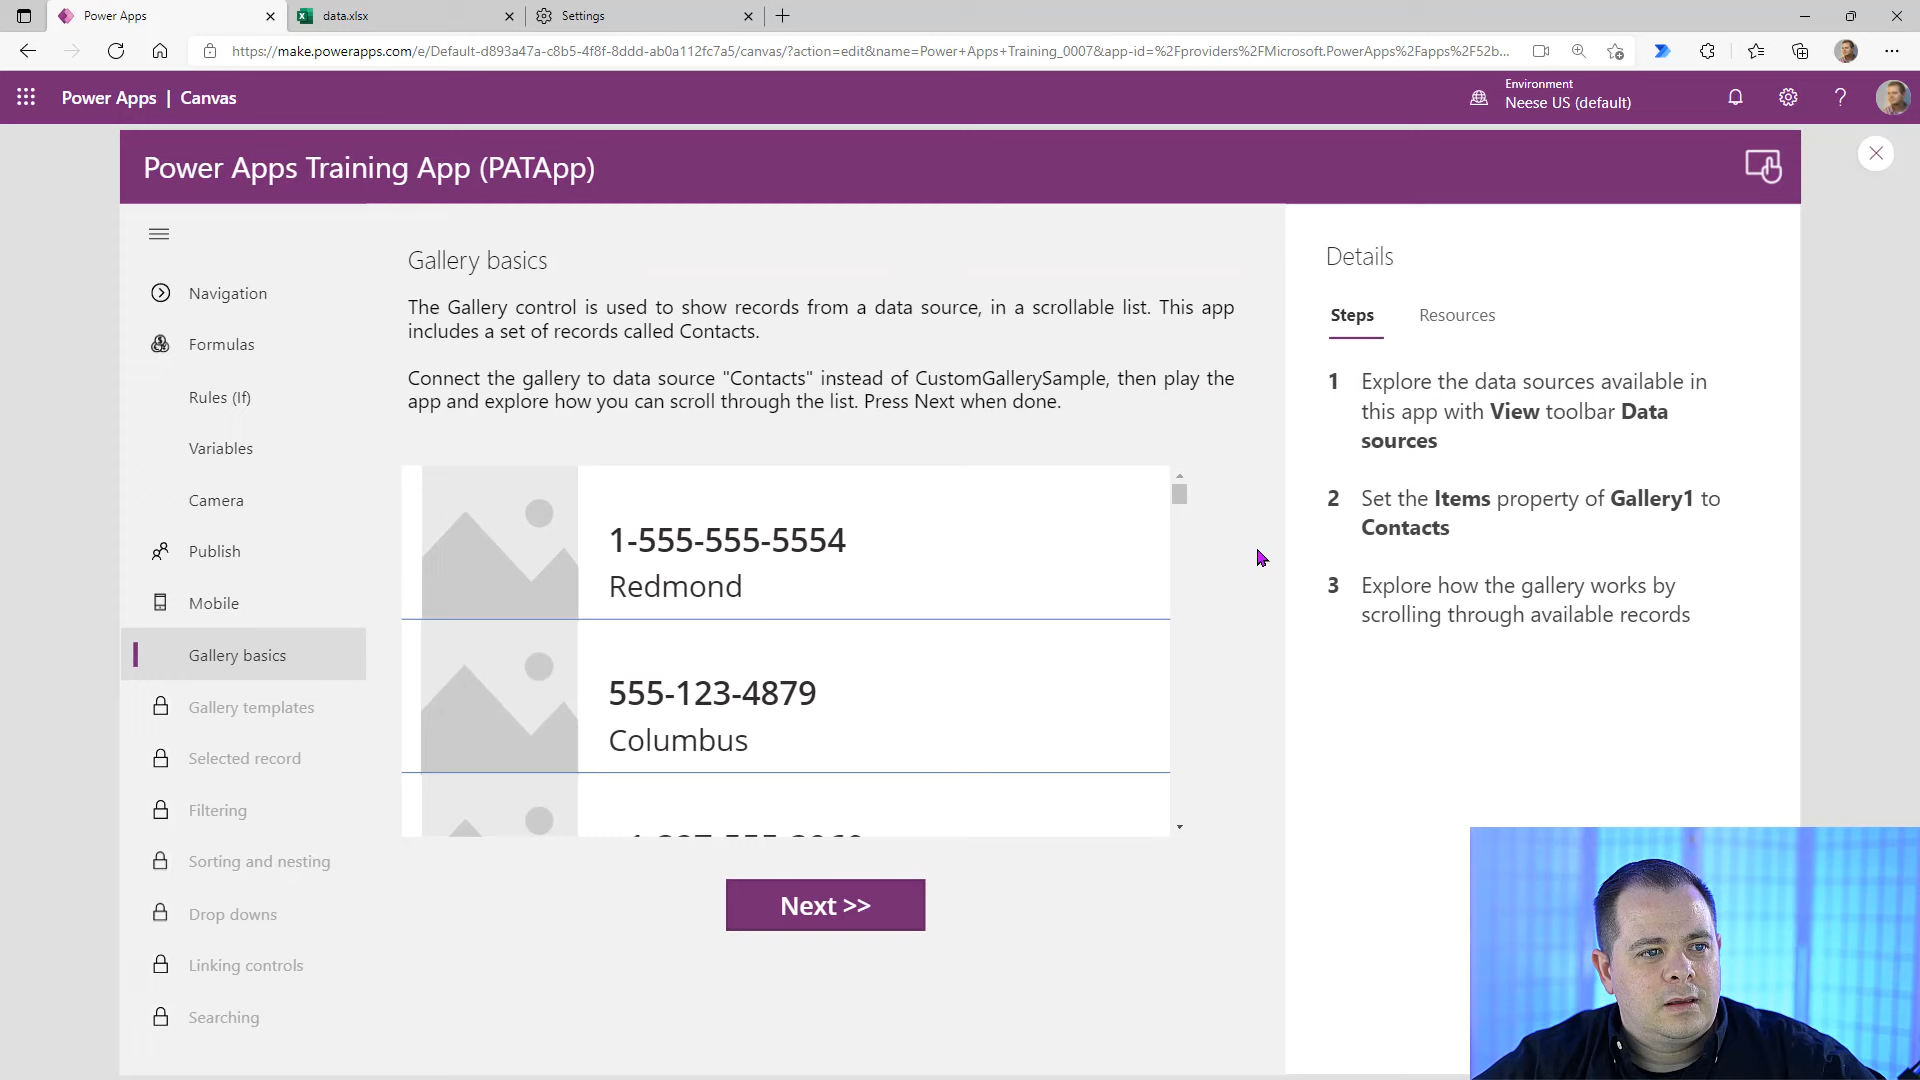 Power Apps
data.xlsx
Settings
https://make.powerapps.com/e/Default-d893a47a-c8b5-4f8f-8ddd-ab0a112fc7a5/canvas/?action=edit&name=Power+Apps+Training_0007&app-id=%2Fproviders%2FMicrosoft.PowerApps%2Fapps%2F52b...
Power Apps | Canvas
Environment
Neese US (default)
Power Apps Training App (PATApp)
Navigation
Formulas
Rules (If)
Variables
Camera
Publish
Mobile
Gallery basics
Gallery templates
Selected record
Filtering
Sorting and nesting
Drop downs
Linking controls
Searching
Gallery basics
The Gallery control is used to show records from a data source, in a scrollable list. This app
includes a set of records called Contacts.
Connect the gallery to data source "Contacts" instead of CustomGallerySample, then play the
app and explore how you can scroll through the list. Press Next when done.
1-555-555-5554
Redmond
555-123-4879
Columbus
Next >>
Details
Steps Resources
1 Explore the data sources available in
this app with View toolbar Data
sources
2 Set the Items property of Gallery1 to
Contacts
3 Explore how the gallery works by
scrolling through available records